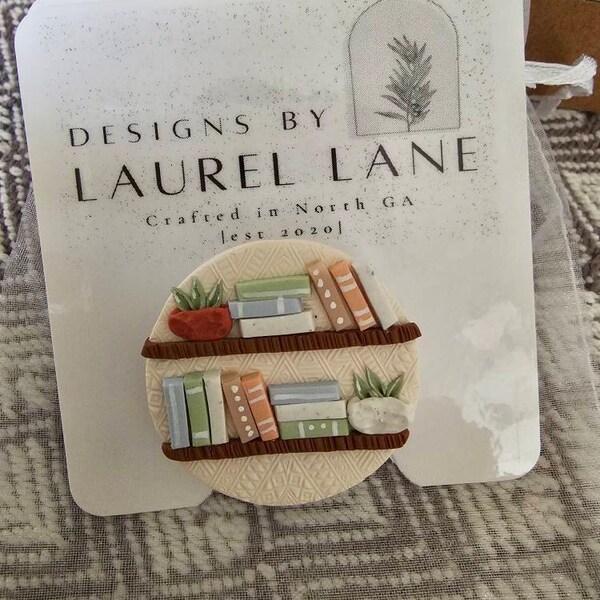 DESIGNS BY
LAUREL LANE
Crafted in North GA
|est 2020|